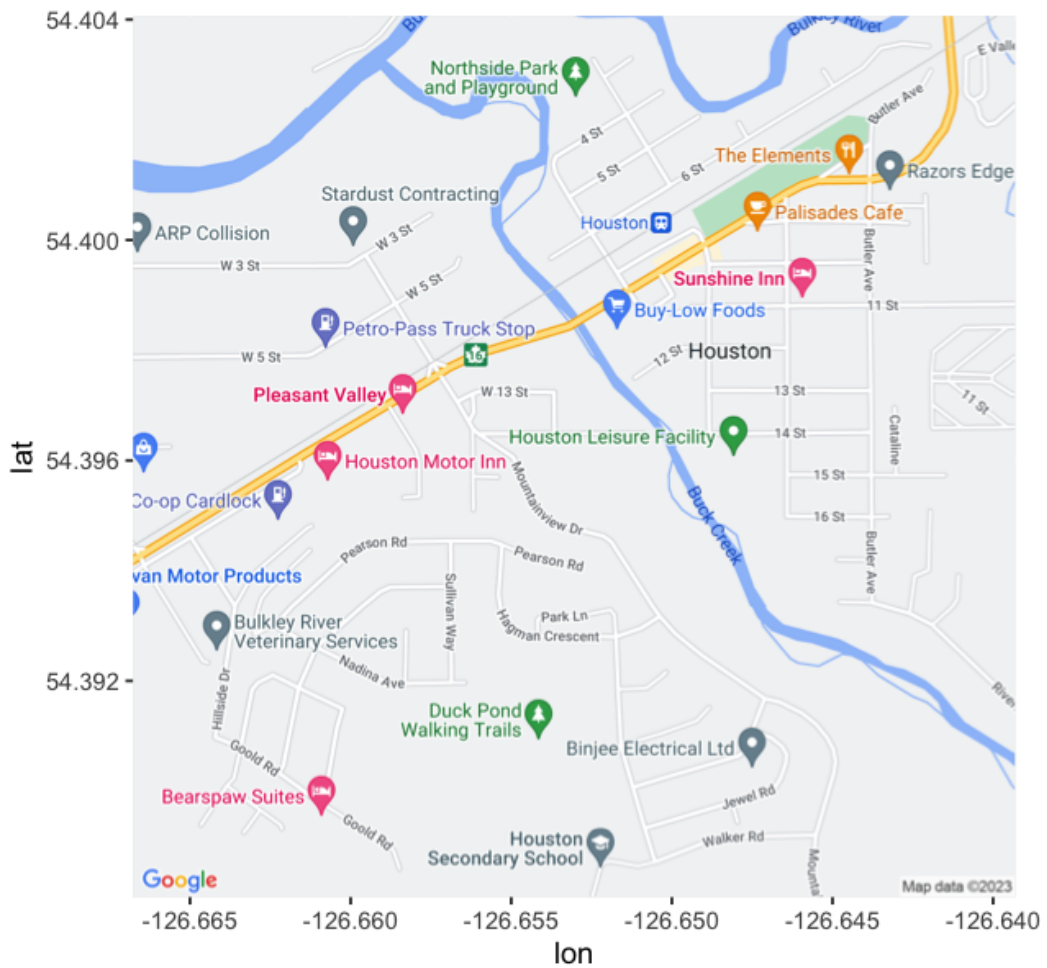 54.404
54.400
54.396
54.392
lat
Bulkley River
E Valle
Northside Park
and Playground
Butler Ave
4 St
5 St
6 St
The Elements
Razors Edge
Stardust Contracting
Houston
Palisades Cafe
ARP Collision
W 3 St
W 3 St
Butler Ave
W 5 St
Sunshine Inn
11 St
Petro-Pass Truck Stop
Buy-Low Foods
W 5 St
16
12 St
Houston
Pleasant Valley
W 13 St
13 St
11 St
Houston Leisure Facility
14 St
Cataline
Houston Motor Inn
15 St
Co-op Cardlock
Mountainview Dr
Buck Creek
16 St
Pearson Rd
Pearson Rd
Butler Ave
van Motor Products
Sullivan Way
Bulkley River
Veterinary Services
Park Ln
Hagman Crescent
Nadina Ave
Hillside Dr
River
Duck Pond
Walking Trails
Goold Rd
Binjee Electrical Ltd
Bearspaw Suites
Jewel Rd
Goold Rd
Walker Rd
Houston
Secondary School
Mountai
Google
Map data ©2023
-126.665
-126.660
-126.655
-126.650
-126.645
-126.640
lon